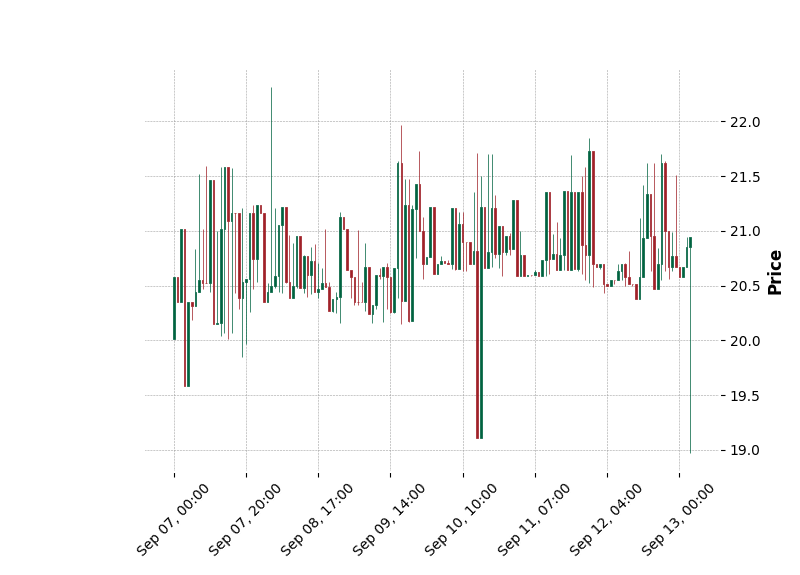 22.0
21.5
21.0
20.5
20.0
19.5
19.0
Price
Sep 07, 00:00
Sep 07, 20:00
Sep 08, 17:00
Sep 09, 14:00
Sep 10, 10:00
Sep 11, 07:00
Sep 12, 04:00
Sep 13, 00:00